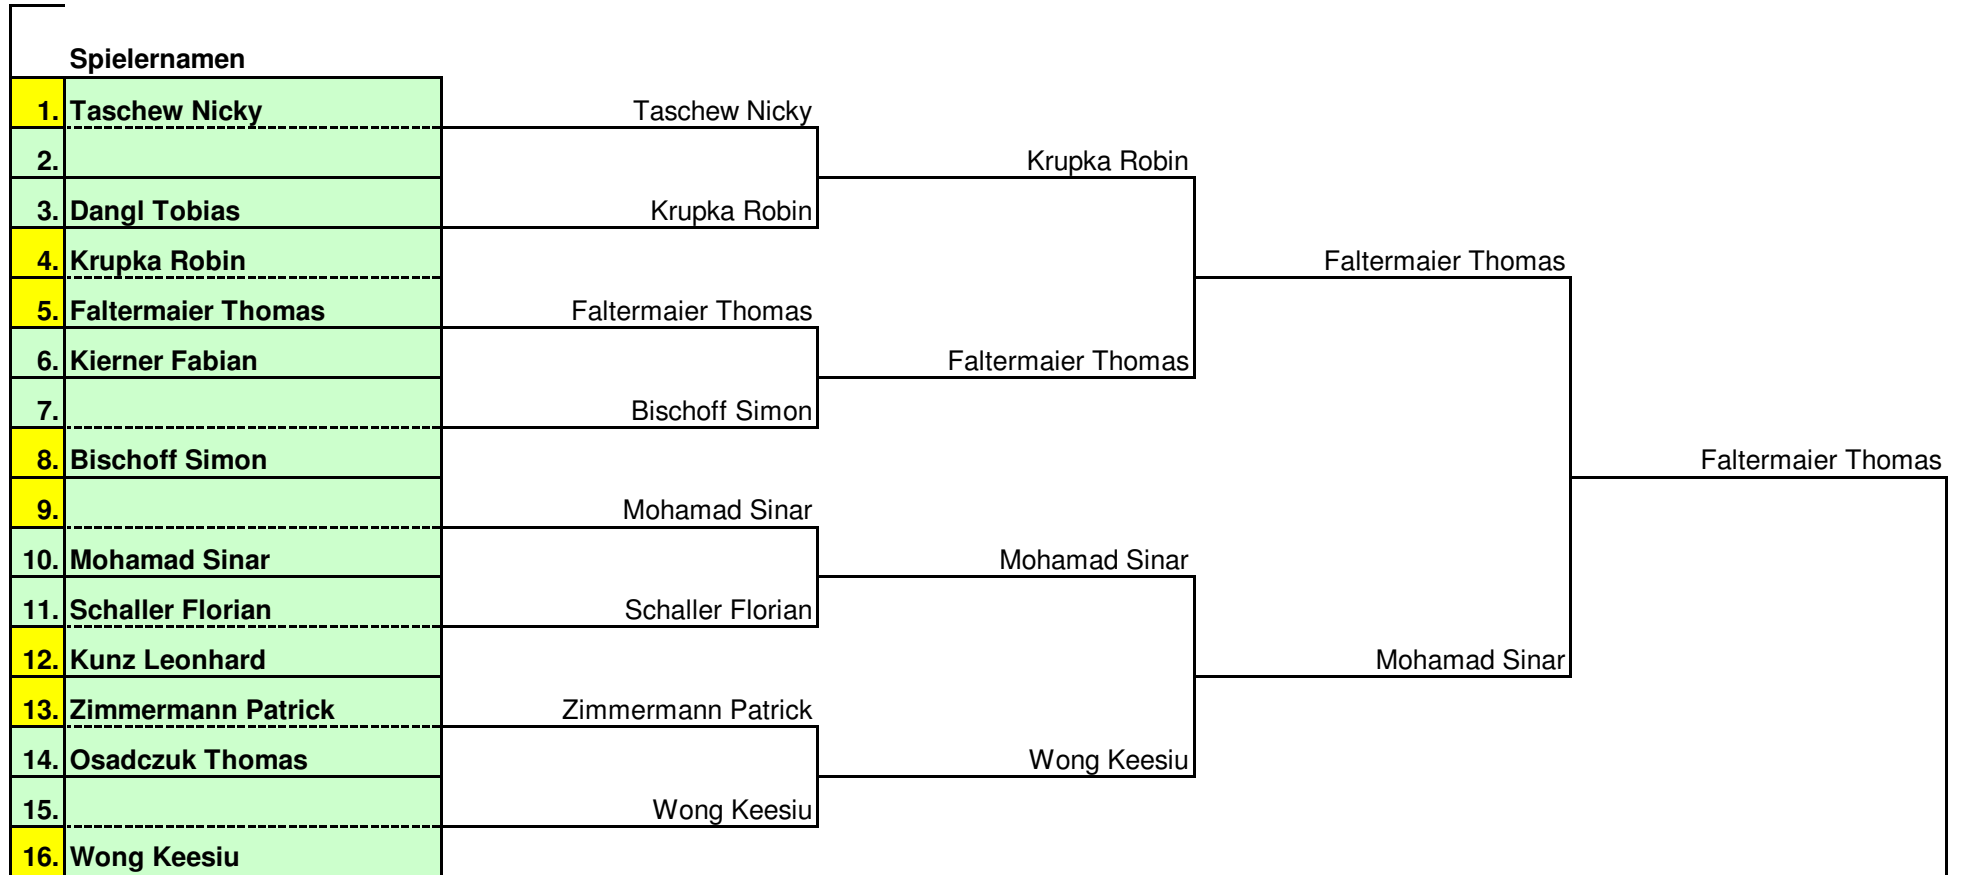 Spielernamen
1. Taschew Nicky Taschew Nicky
2. Krupka Robin
3. Dangl Tobias Krupka Robin
4. Krupka Robin Faltermaier Thomas
5. Faltermaier Thomas Faltermaier Thomas
6. Kierner Fabian Faltermaier Thomas
7. Bischoff Simon
8. Bischoff Simon Faltermaier Thomas
9. Mohamad Sinar
10. Mohamad Sinar Mohamad Sinar
11. Schaller Florian Schaller Florian
12. Kunz Leonhard Mohamad Sinar
13. Zimmermann Patrick Zimmermann Patrick
14. Osadczuk Thomas Wong Keesiu
15. Wong Keesiu
16. Wong Keesiu